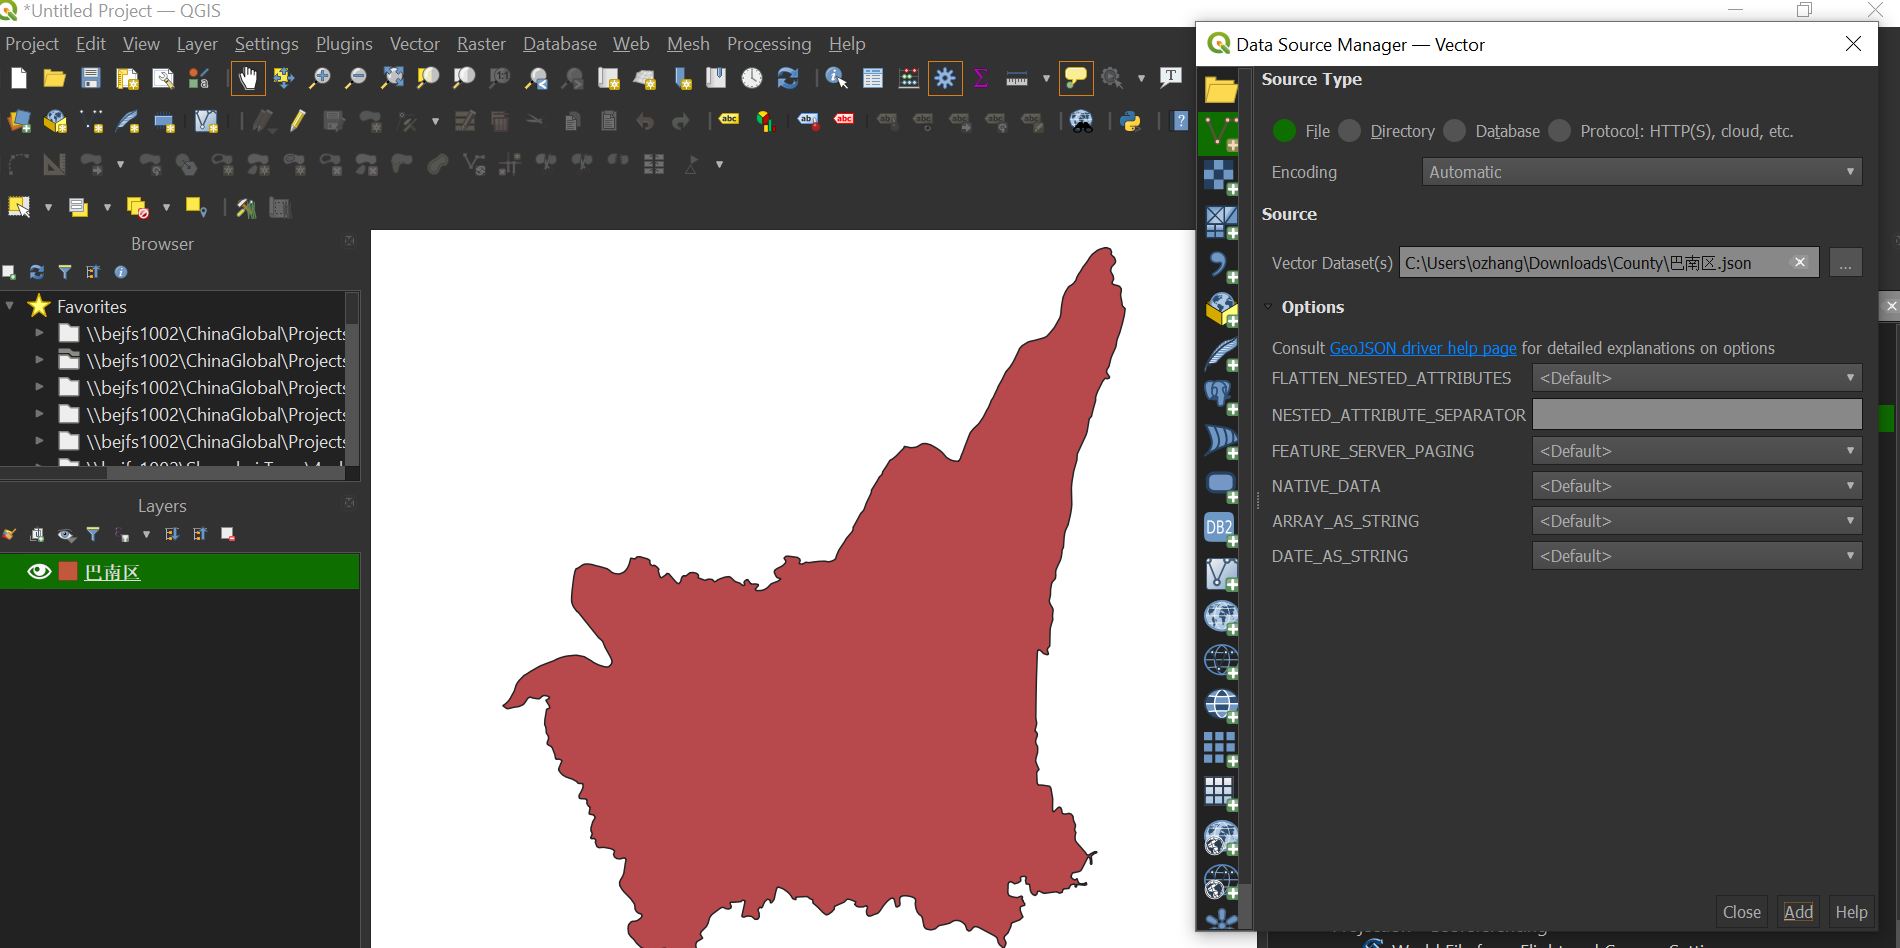 *Untitled Project — QGIS
Project Edit View Layer Settings Plugins Vector Raster Database Web Mesh Processing Help
Browser
Favorites
\\bejfs1002\ChinaGlobal\Projects
\\bejfs1002\ChinaGlobal\Projects
\\bejfs1002\ChinaGlobal\Projects
\\bejfs1002\ChinaGlobal\Projects
\\bejfs1002\ChinaGlobal\Projects
Layers
巴南区
Data Source Manager — Vector
Source Type
File Directory Database Protocol: HTTP(S), cloud, etc.
Encoding Automatic
Source
Vector Dataset(s) C:\Users\ozhang\Downloads\County\巴南区.json ...
Options
Consult GeoJSON driver help page for detailed explanations on options
FLATTEN_NESTED_ATTRIBUTES <Default>
NESTED_ATTRIBUTE_SEPARATOR
FEATURE_SERVER_PAGING <Default>
NATIVE_DATA <Default>
ARRAY_AS_STRING <Default>
DATE_AS_STRING <Default>
DB2
Close Add Help